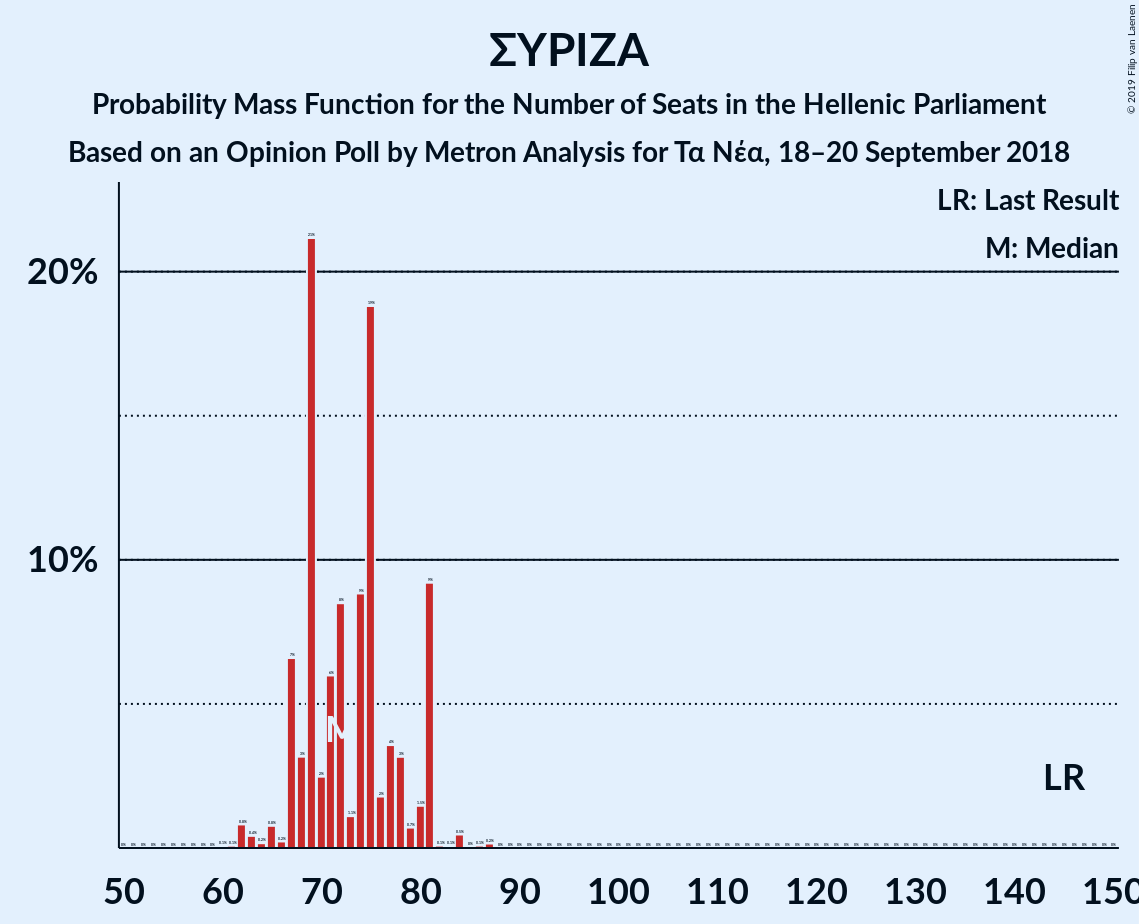 © 2019 Filip van Laenen
ΣΥΡΙΖΑ
Probability Mass Function for the Number of Seats in the Hellenic Parliament
Based on an Opinion Poll by Metron Analysis for Τα Νέα, 18–20 September 2018
LR: Last Result
M: Median
20%
10%
M
LR
50 60 70 80 90 100 110 120 130 140 150